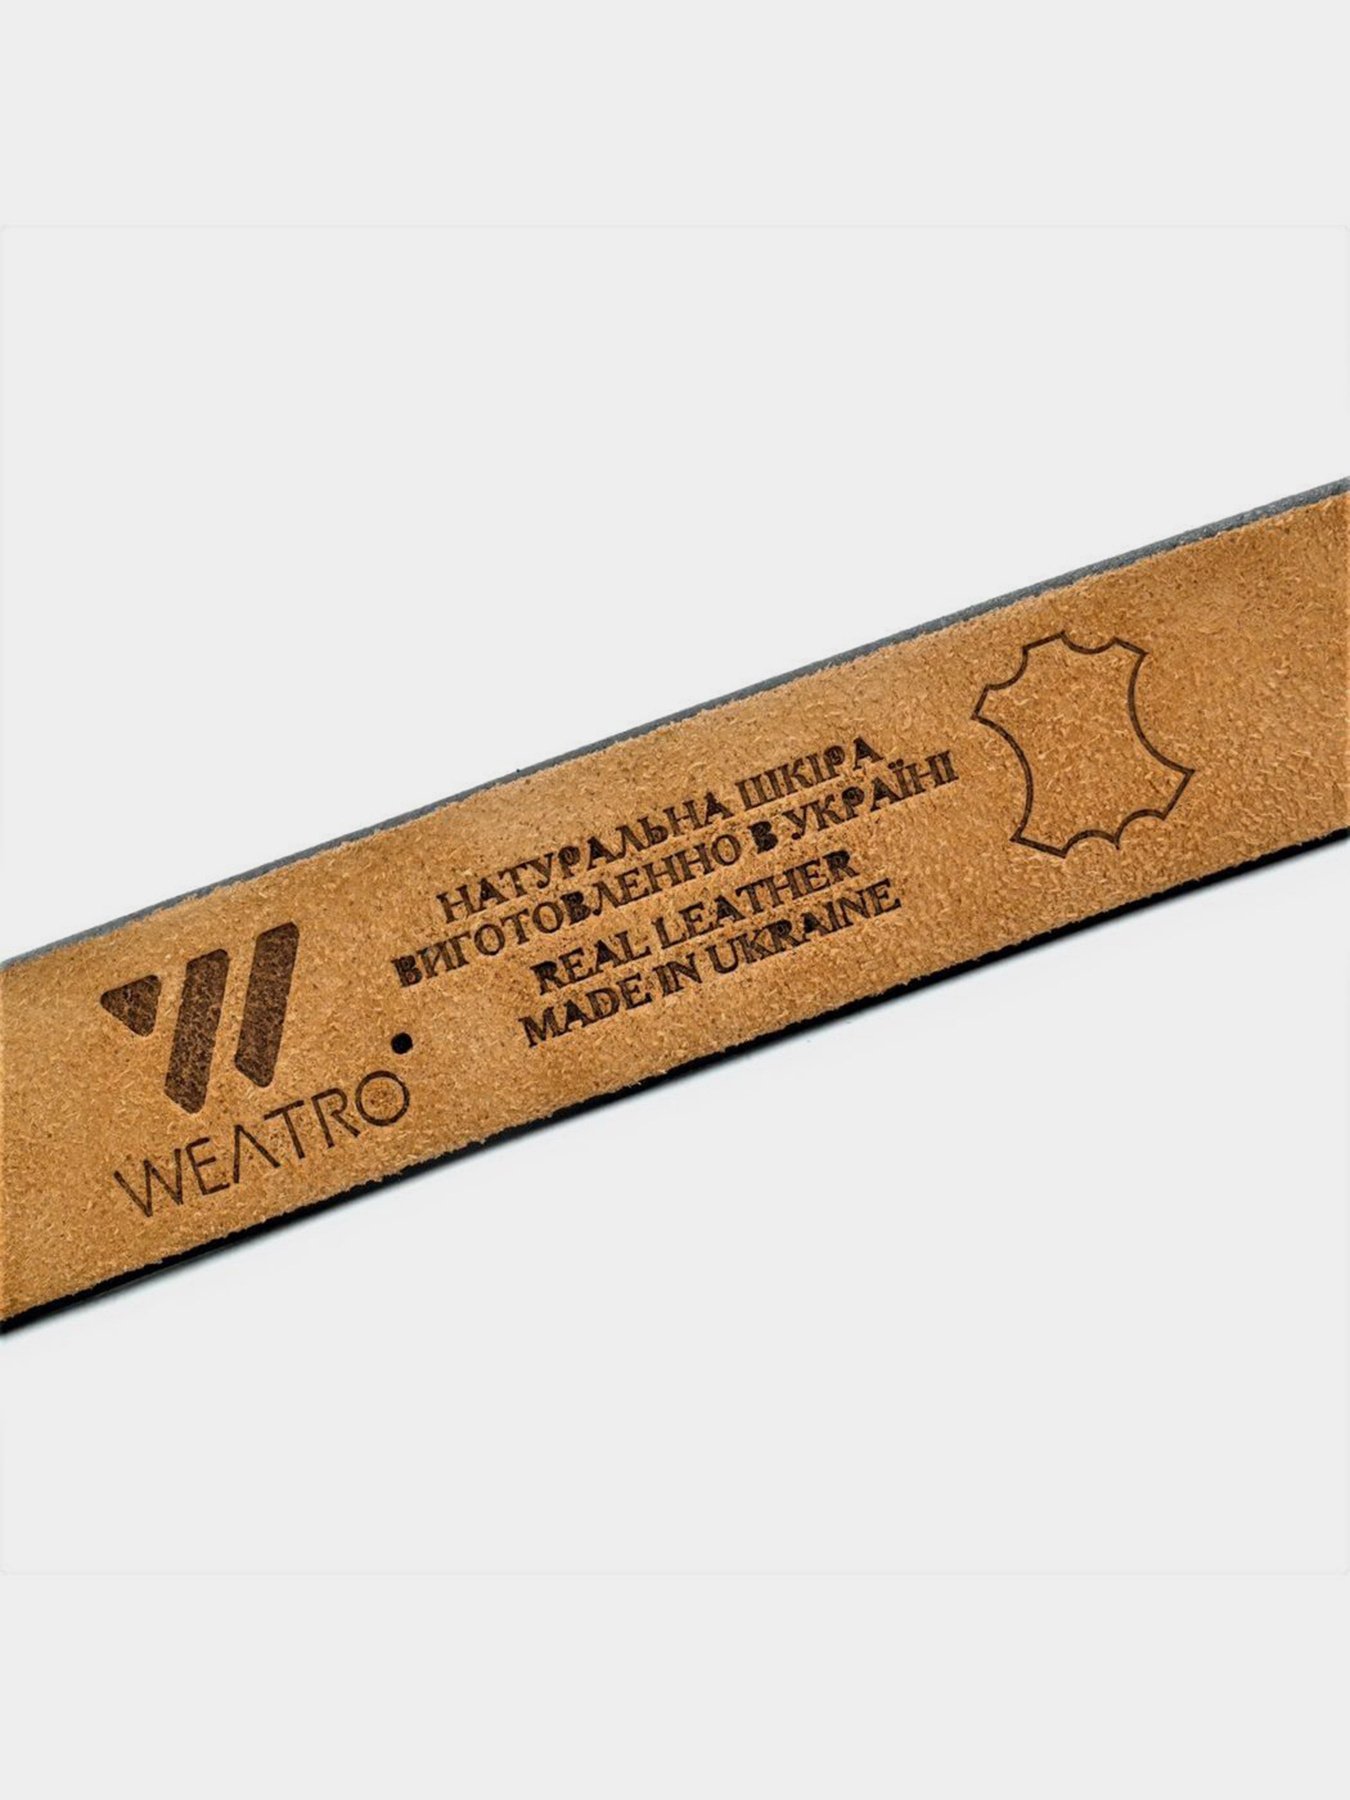 WEATRO
НАТУРАЛЬНА ШКІРА
ВИГОТОВЛЕННО В УКРАЇНІ
REAL LEATHER
MADE IN UKRAINE